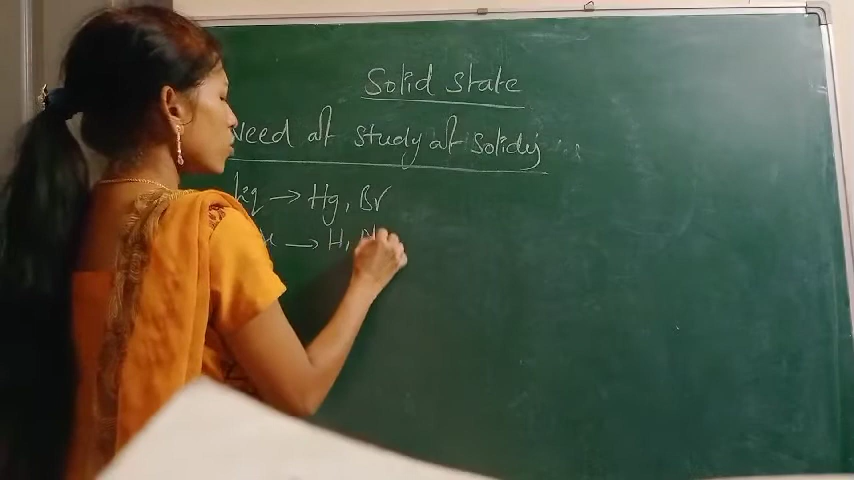 Solid state
Need of study of solids
liq → Hg, Br
→ H, N